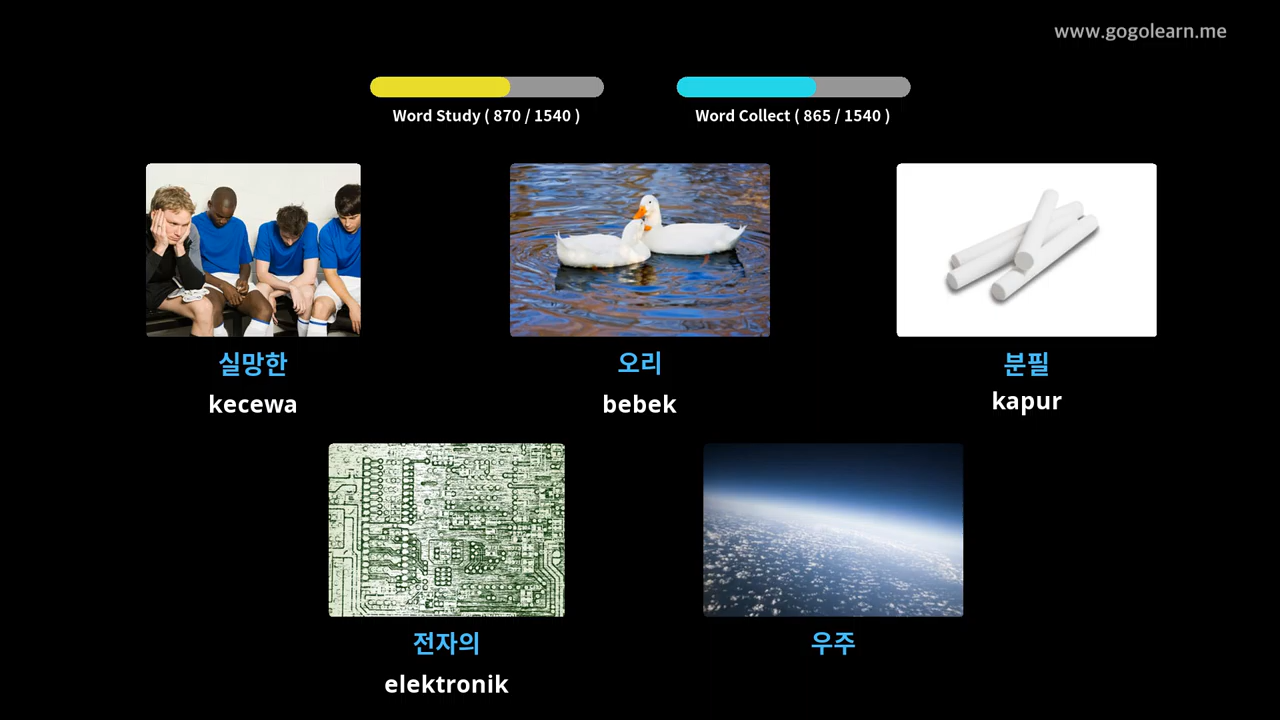 www.gogolearn.me
Word Study ( 870 / 1540 )
Word Collect ( 865 / 1540 )
실망한
오리
분필
kecewa
bebek
kapur
전자의
우주
elektronik